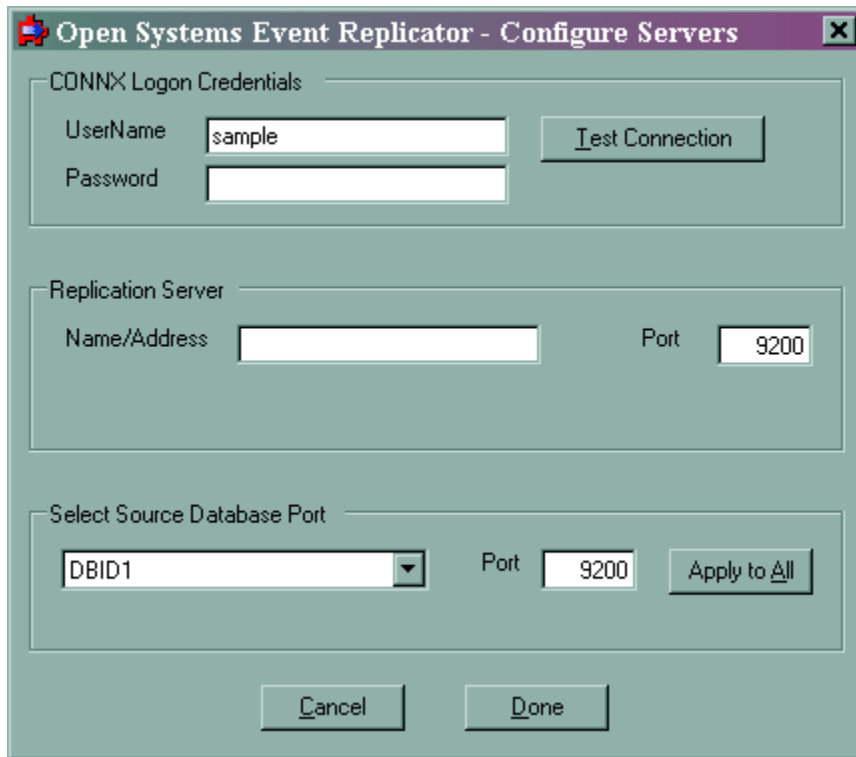 Open Systems Event Replicator - Configure Servers
CONNX Logon Credentials
UserName sample Test Connection
Password
Replication Server
Name/Address Port 9200
Select Source Database Port
DBID1 Port 9200 Apply to All
Cancel Done